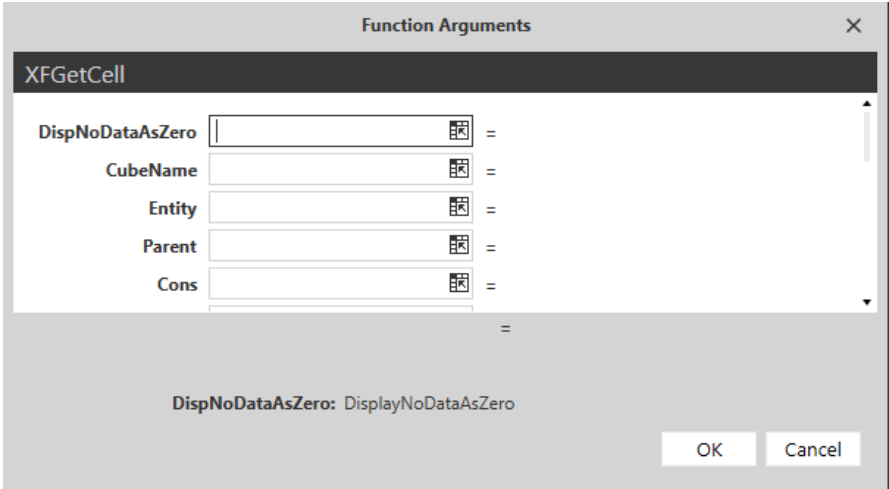 Function Arguments
XFGetCell
DispNoDataAsZero =
CubeName =
Entity =
Parent =
Cons =
=
DispNoDataAsZero: DisplayNoDataAsZero
OK Cancel